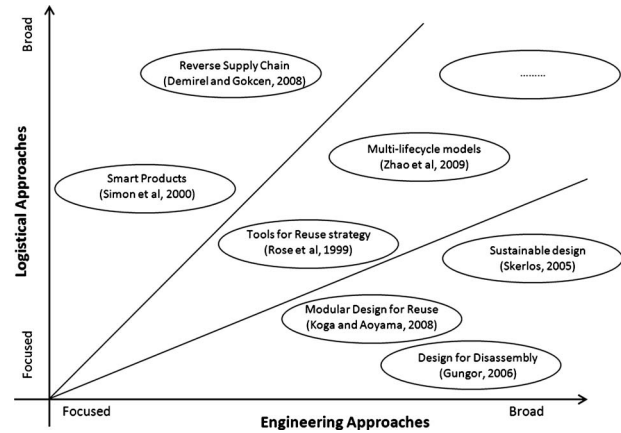 Broad
Logistical Approaches
Focused
Reverse Supply Chain
(Demirel and Gokcen, 2008)
.........
Multi-lifecycle models
(Zhao et al, 2009)
Smart Products
(Simon et al, 2000)
Tools for Reuse strategy
(Rose et al, 1999)
Sustainable design
(Skerlos, 2005)
Modular Design for Reuse
(Koga and Aoyama, 2008)
Design for Disassembly
(Gungor, 2006)
Focused
Engineering Approaches
Broad